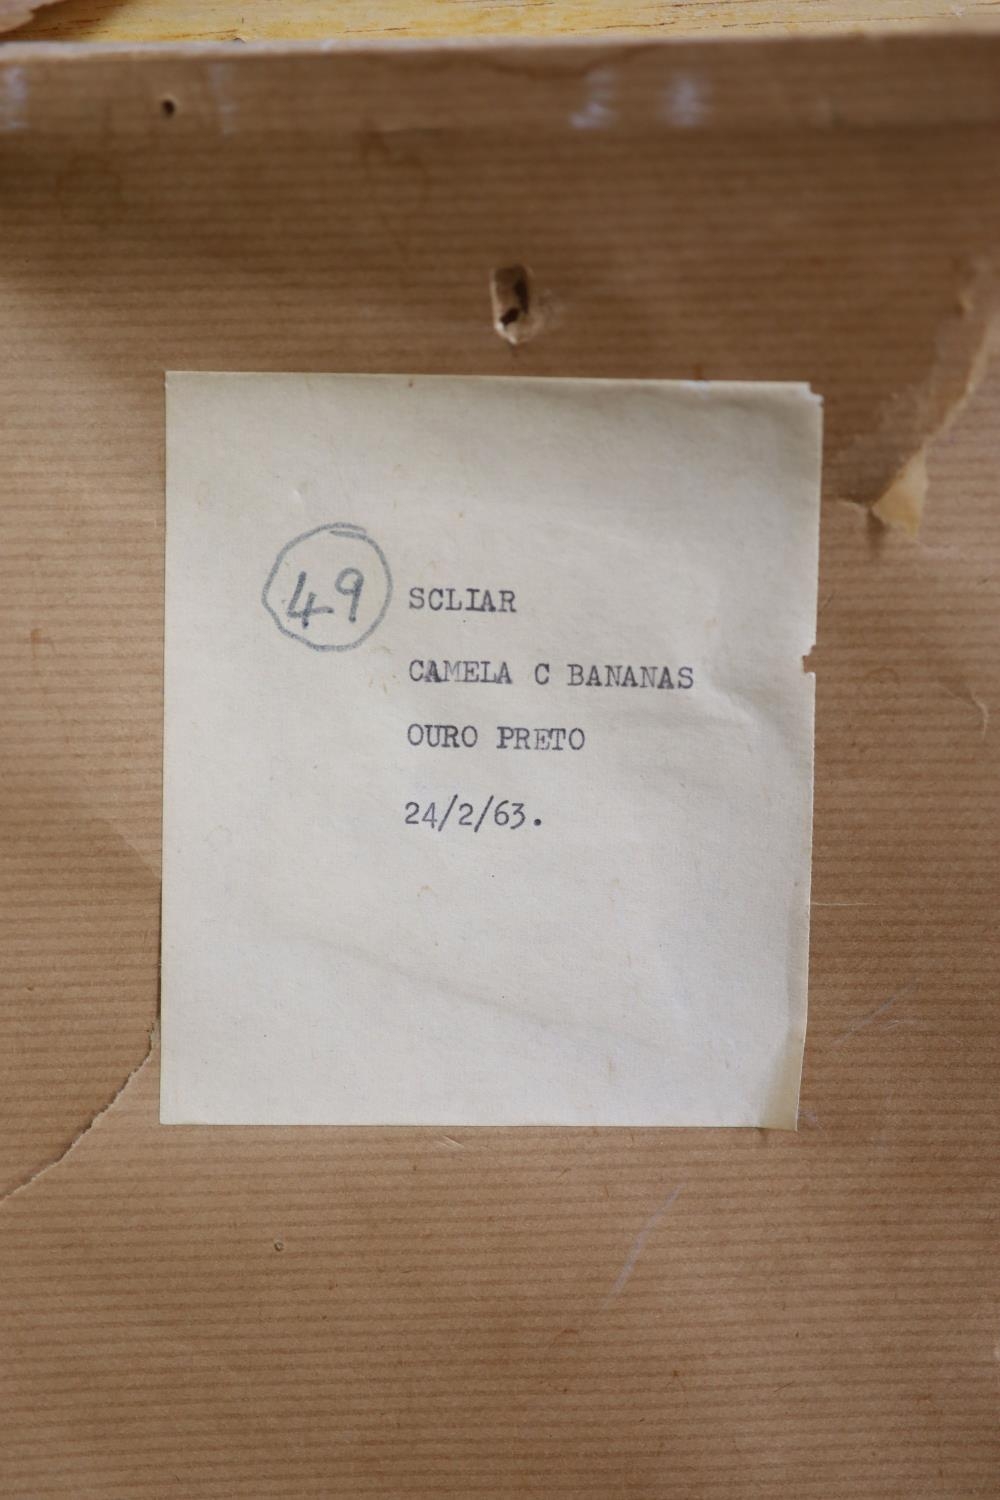 49 SCLIAR
CAMELA C BANANAS
OURO PRETO
24/2/63.